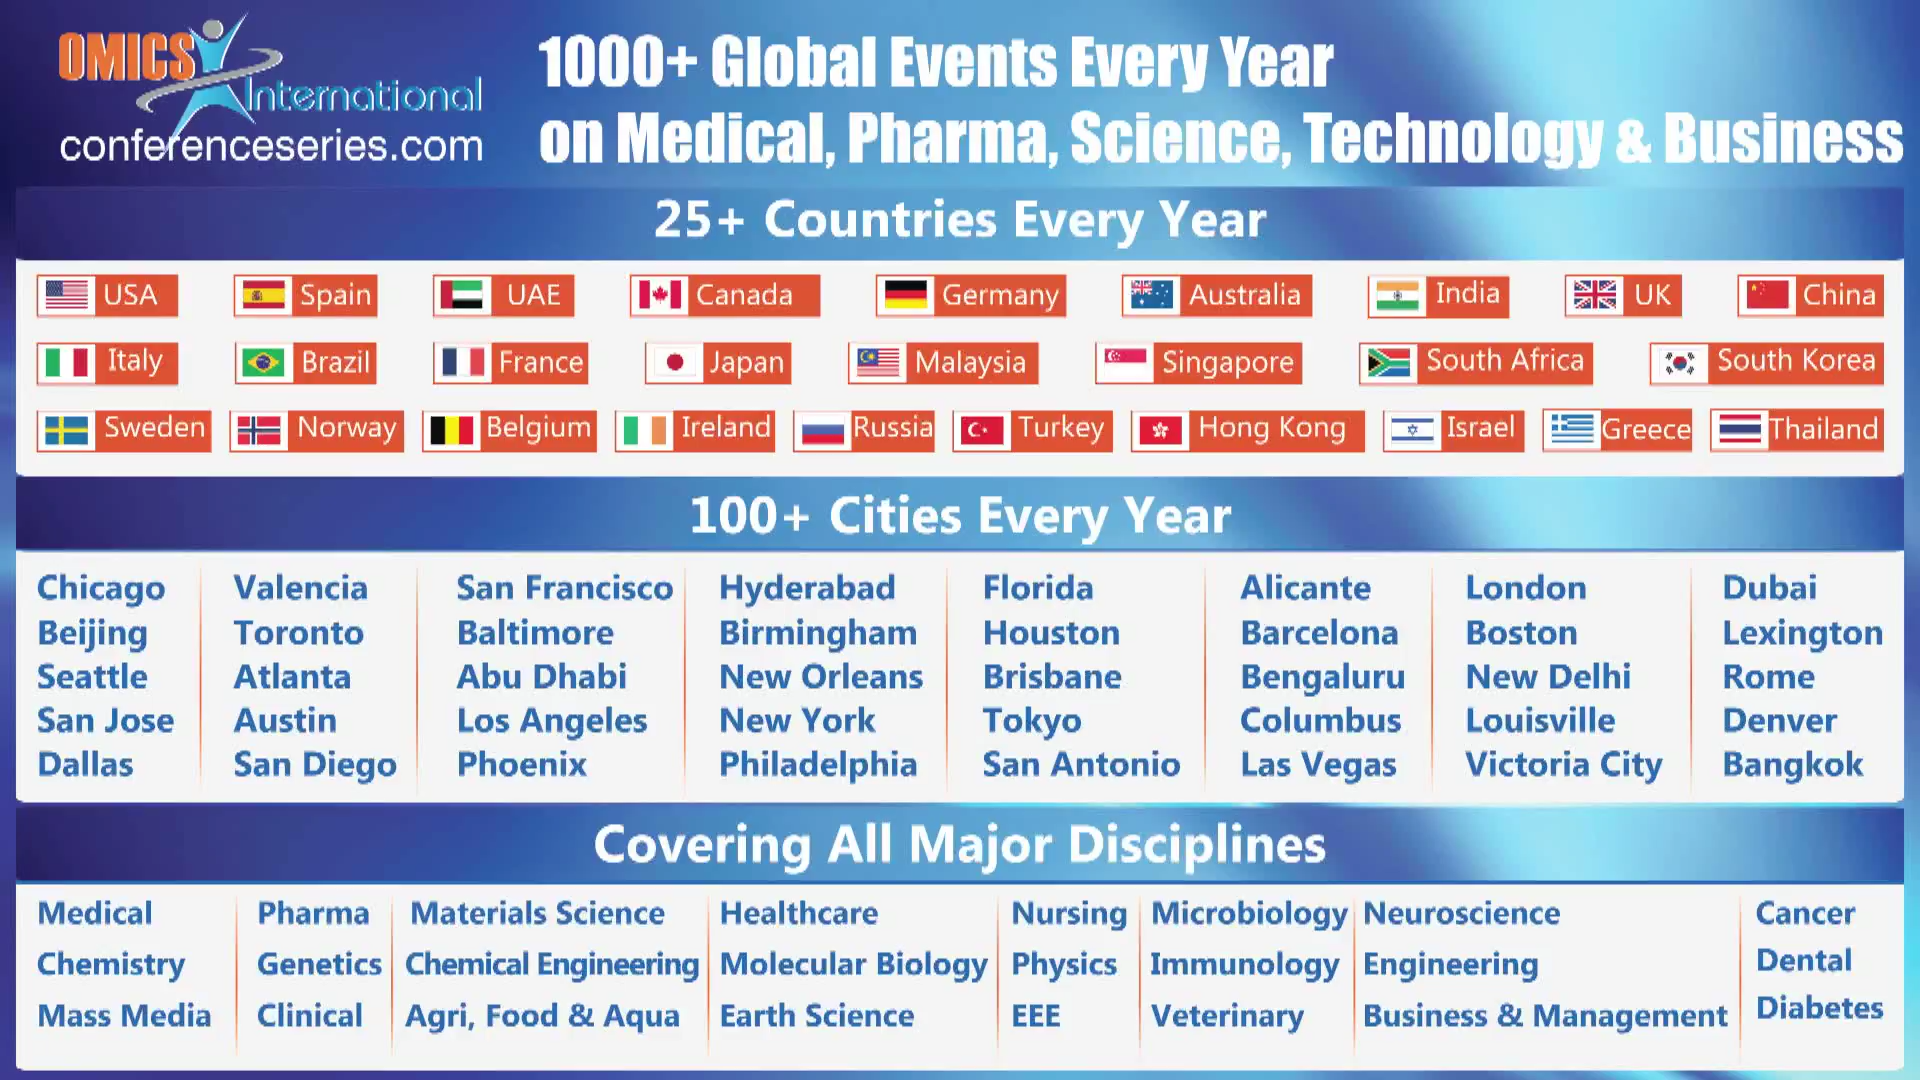 OMICS International
conferenceseries.com
1000+ Global Events Every Year
on Medical, Pharma, Science, Technology & Business
25+ Countries Every Year
USA Spain UAE Canada Germany Australia India UK China
Italy Brazil France Japan Malaysia Singapore South Africa South Korea
Sweden Norway Belgium Ireland Russia Turkey Hong Kong Israel Greece Thailand
100+ Cities Every Year
Chicago Valencia San Francisco Hyderabad Florida Alicante London Dubai
Beijing Toronto Baltimore Birmingham Houston Barcelona Boston Lexington
Seattle Atlanta Abu Dhabi New Orleans Brisbane Bengaluru New Delhi Rome
San Jose Austin Los Angeles New York Tokyo Columbus Louisville Denver
Dallas San Diego Phoenix Philadelphia San Antonio Las Vegas Victoria City Bangkok
Covering All Major Disciplines
Medical Pharma Materials Science Healthcare Nursing Microbiology Neuroscience Cancer
Chemistry Genetics Chemical Engineering Molecular Biology Physics Immunology Engineering Dental
Mass Media Clinical Agri, Food & Aqua Earth Science EEE Veterinary Business & Management Diabetes